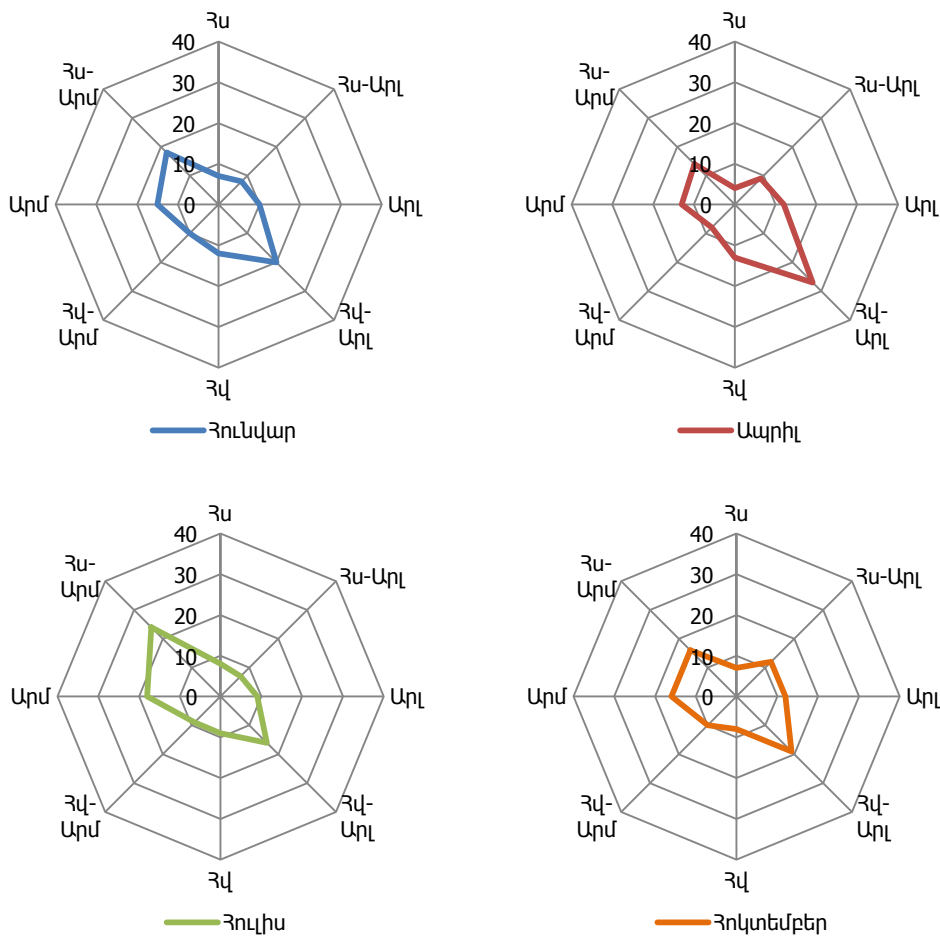 Հս
40
Հս-Արլ
30
20
10
0
Արլ
Հվ-
Արլ
Հվ
Հվ-
Արմ
Արմ
Հս-
Արմ
Հունվար
Հս
40
Հս-Արլ
30
20
10
0
Արլ
Հվ-
Արլ
Հվ
Հվ-
Արմ
Արմ
Հս-
Արմ
Ապրիլ
Հս
40
Հս-Արլ
30
20
10
0
Արլ
Հվ-
Արլ
Հվ
Հվ-
Արմ
Արմ
Հս-
Արմ
Հուլիս
Հս
40
Հս-Արլ
30
20
10
0
Արլ
Հվ-
Արլ
Հվ
Հվ-
Արմ
Արմ
Հս-
Արմ
Հոկտեմբեր